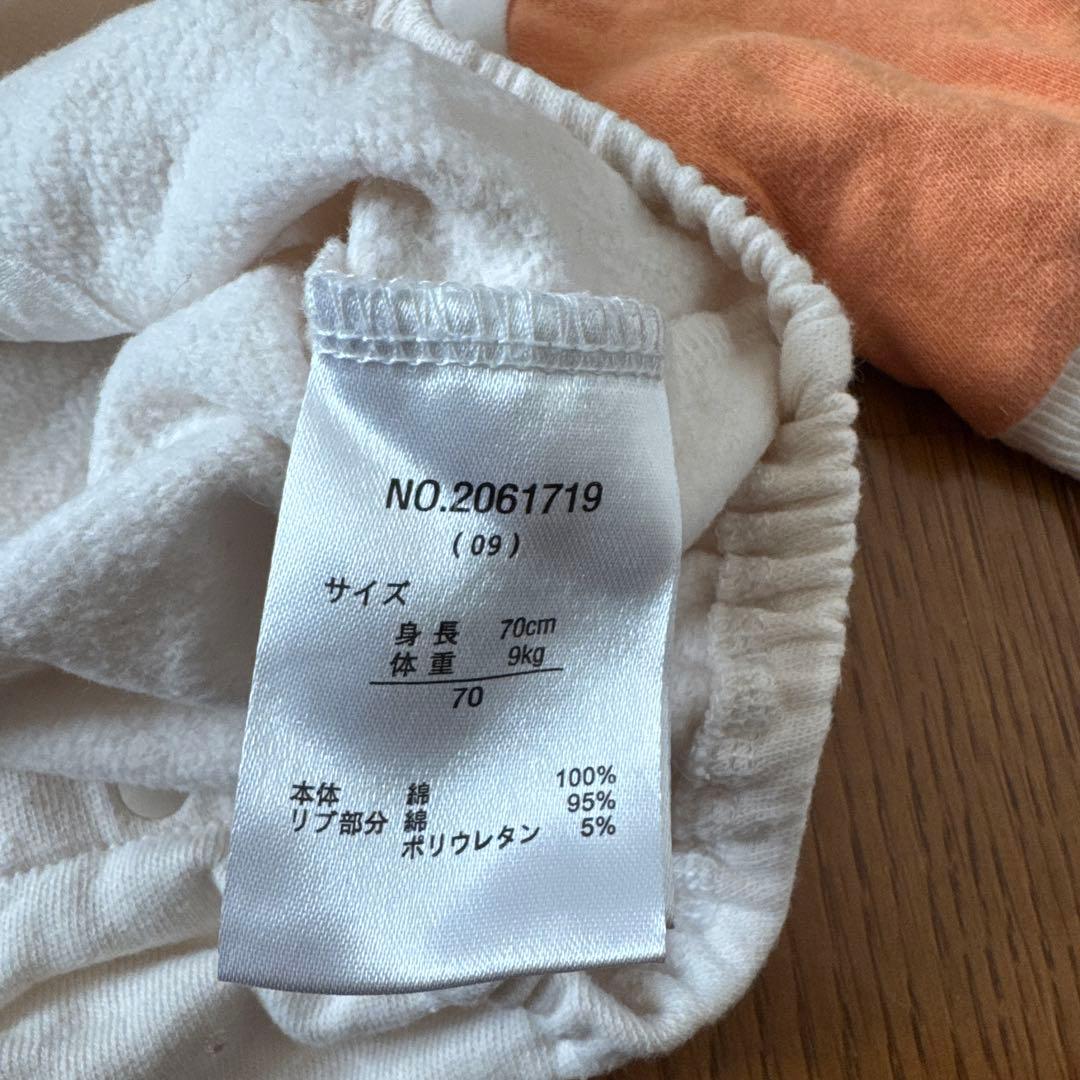 NO.2061719
(09)
サイズ
身長 70cm
体重 9kg
70
本体 綿 100%
リブ部分 綿 95%
ポリウレタン 5%